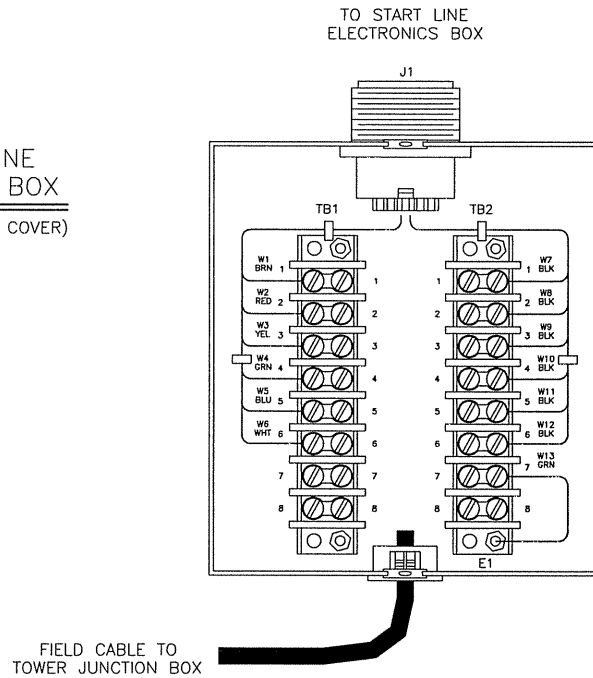 TO START LINE
ELECTRONICS BOX
J1
NE
BOX
COVER)
TB1
TB2
W1
BRN 1
W2
RED 2
W3
YEL 3
W4
GRN 4
W5
BLU 5
W6
WHT 6
7
8
1
2
3
4
5
6
7
8
1
2
3
4
5
6
7
8
W7
1 BLK
W8
2 BLK
W9
3 BLK
W10
4 BLK
W11
5 BLK
W12
6 BLK
W13
7 GRN
8
E1
FIELD CABLE TO
TOWER JUNCTION BOX